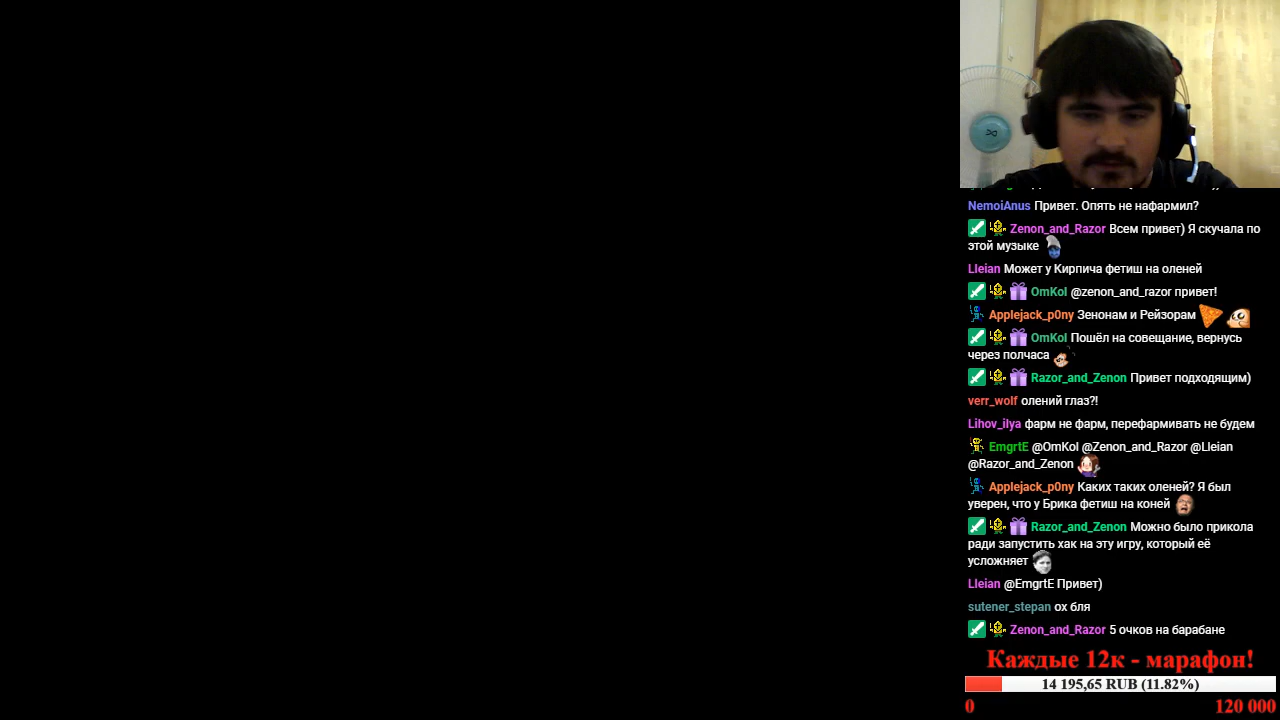 NemoiAnus Привет. Опять не нафармил?
Zenon_and_Razor Всем привет) Я скучала по
этой музыке
Lleian Может у Кирпича фетиш на оленей
OmKol @zenon_and_razor привет!
Applejack_p0ny Зенонам и Рейзорам
OmKol Пошёл на совещание, вернусь
через полчаса
Razor_and_Zenon Привет подходящим)
verr_wolf олений глаз?!
Lihov_ilya фарм не фарм, перефармивать не будем
EmgrtE @OmKol @Zenon_and_Razor @Lleian
@Razor_and_Zenon
Applejack_p0ny Каких таких оленей? Я был
уверен, что у Брика фетиш на коней
Razor_and_Zenon Можно было прикола
ради запустить хак на эту игру, который её
усложняет
Lleian @EmgrtE Привет)
sutener_stepan ох бля
Zenon_and_Razor 5 очков на барабане
Каждые 12к - марафон!
14 195,65 RUB (11.82%)
0 120 000